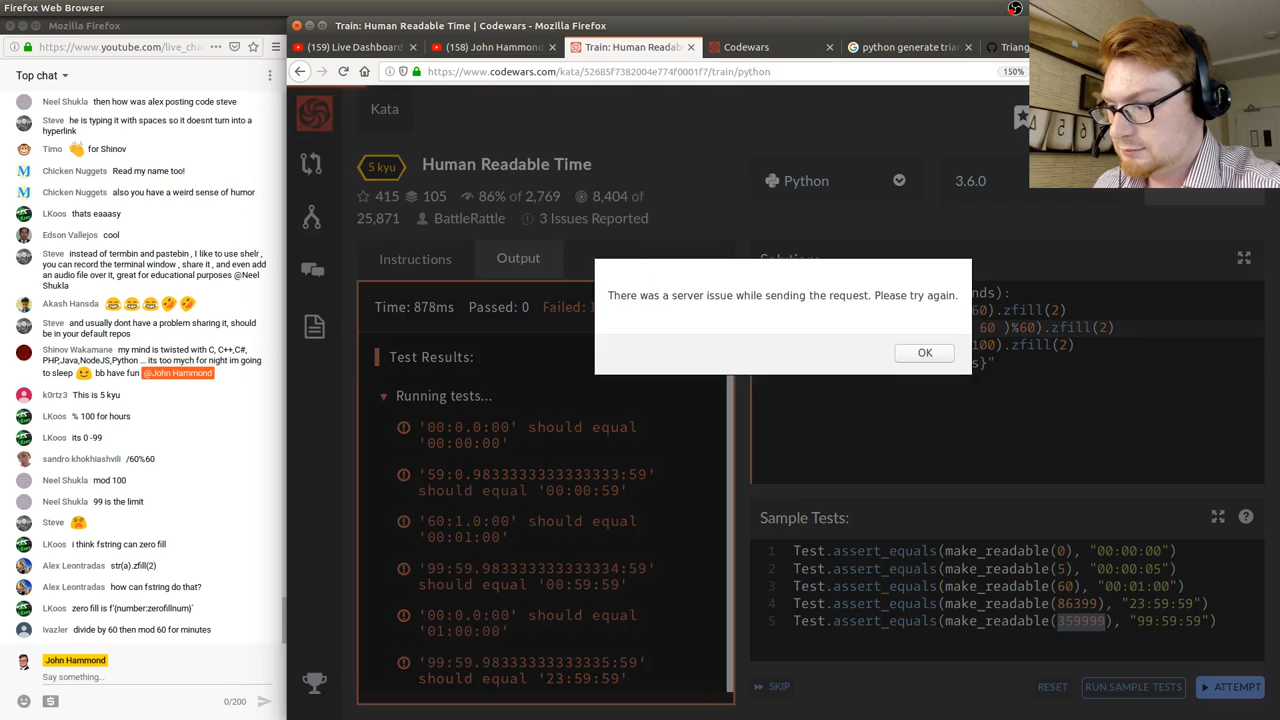 Firefox Web Browser
Mozilla Firefox
https://www.youtube.com/live_cha
Top chat
Neel Shukla then how was alex posting code steve
Steve he is typing it with spaces so it doesnt turn into a
hyperlink
Timo 👏 for Shinov
Chicken Nuggets Read my name too!
Chicken Nuggets also you have a weird sense of humor
LKoos thats eaaasy
Edson Vallejos cool
Steve instead of termbin and pastebin , I like to use shelr ,
you can record the terminal window , share it , and even add
an audio file over it, great for educational purposes @Neel
Shukla
Akash Hansda 😂😂😂🤣🤣
Steve and usually dont have a problem sharing it, should
be in your default repos
Shinov Wakamane my mind is twisted with C, C++,C#,
PHP,Java,NodeJS,Python ... its too mych for night im going
to sleep 😉 bb have fun @John Hammond
k0rtz3 This is 5 kyu
LKoos % 100 for hours
LKoos its 0 -99
sandro khokhiashvili /60%60
Neel Shukla mod 100
Neel Shukla 99 is the limit
Steve
LKoos i think fstring can zero fill
Alex Leontradas str(a).zfill(2)
Alex Leontradas how can fstring do that?
LKoos zero fill is f'{number:zerofillnum}'
ivazler divide by 60 then mod 60 for minutes
John Hammond
Say something...
0/200
Train: Human Readable Time | Codewars - Mozilla Firefox
(159) Live Dashboard
(158) John Hammond
Train: Human Readab
Codewars
python generate trian
Triang
https://www.codewars.com/kata/52685f7382004e774f0001f7/train/python
150%
Kata
5 kyu
Human Readable Time
415 105 86% of 2,769 8,404 of
25,871 BattleRattle 3 Issues Reported
Python
3.6.0
Instructions
Output
Time: 878ms Passed: 0 Failed:
Test Results:
Running tests...
'00:0.0:00' should equal
'00:00:00'
'59:0.9833333333333333:59'
should equal '00:00:59'
'60:1.0:00' should equal
'00:01:00'
'99:59.983333333333334:59'
should equal '00:59:59'
'00:0.0:00' should equal
'01:00:00'
'99:59.9833333333335:59'
should equal '23:59:59'
There was a server issue while sending the request. Please try again.
OK
ds):
60).zfill(2)
60 )%60).zfill(2)
100).zfill(2)
s}"
Sample Tests:
1 Test.assert_equals(make_readable(0), "00:00:00")
2 Test.assert_equals(make_readable(5), "00:00:05")
3 Test.assert_equals(make_readable(60), "00:01:00")
4 Test.assert_equals(make_readable(86399), "23:59:59")
5 Test.assert_equals(make_readable(359999), "99:59:59")
SKIP
RESET
RUN SAMPLE TESTS
ATTEMPT